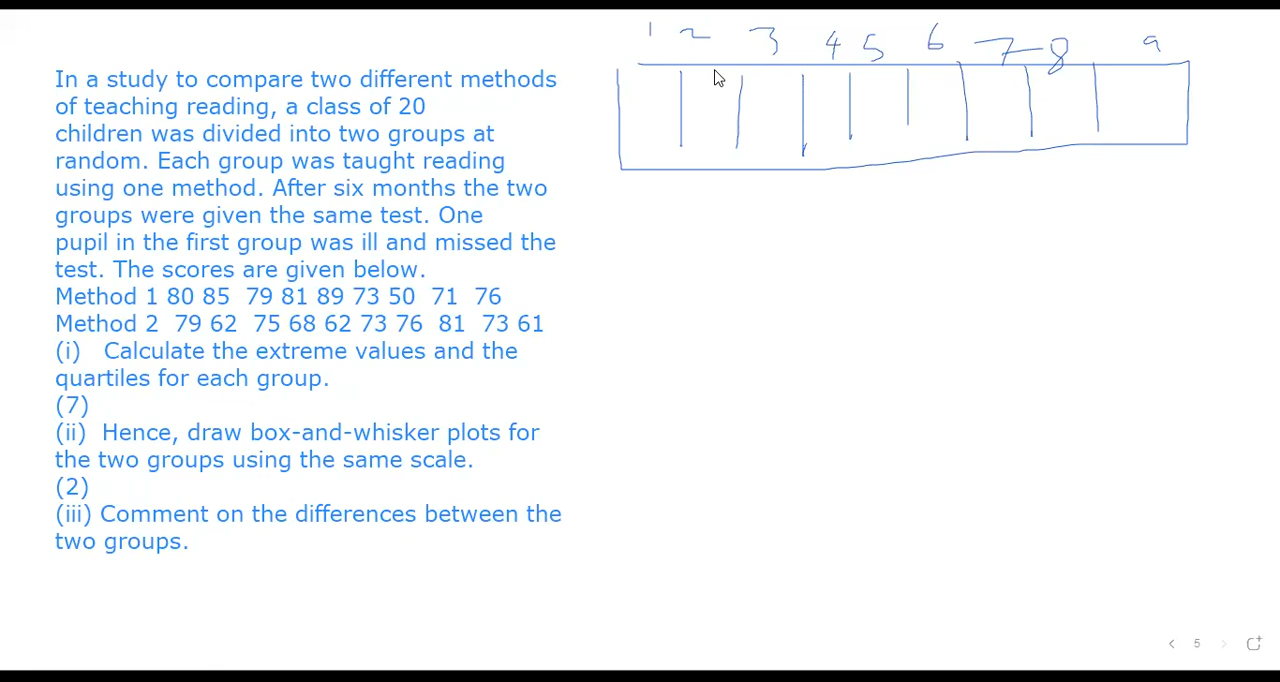 In a study to compare two different methods
of teaching reading, a class of 20
children was divided into two groups at
random. Each group was taught reading
using one method. After six months the two
groups were given the same test. One
pupil in the first group was ill and missed the
test. The scores are given below.
Method 1 80 85 79 81 89 73 50 71 76
Method 2 79 62 75 68 62 73 76 81 73 61
(i) Calculate the extreme values and the
quartiles for each group.
(7)
(ii) Hence, draw box-and-whisker plots for
the two groups using the same scale.
(2)
(iii) Comment on the differences between the
two groups.
1 2 3 4 5 6 7 8 9
5